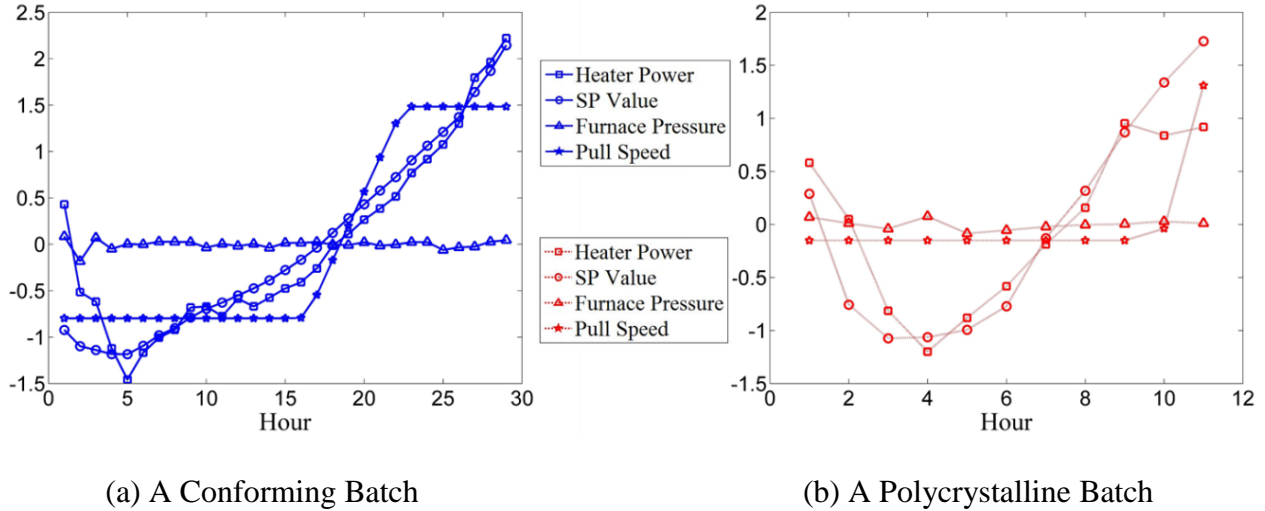 2.5
2
1.5
1
0.5
0
-0.5
-1
-1.5
0 5 10 15 20 25 30
Hour
Heater Power
SP Value
Furnace Pressure
Pull Speed
Heater Power
SP Value
Furnace Pressure
Pull Speed
2
1.5
1
0.5
0
-0.5
-1
-1.5
0 2 4 6 8 10 12
Hour
(a) A Conforming Batch
(b) A Polycrystalline Batch